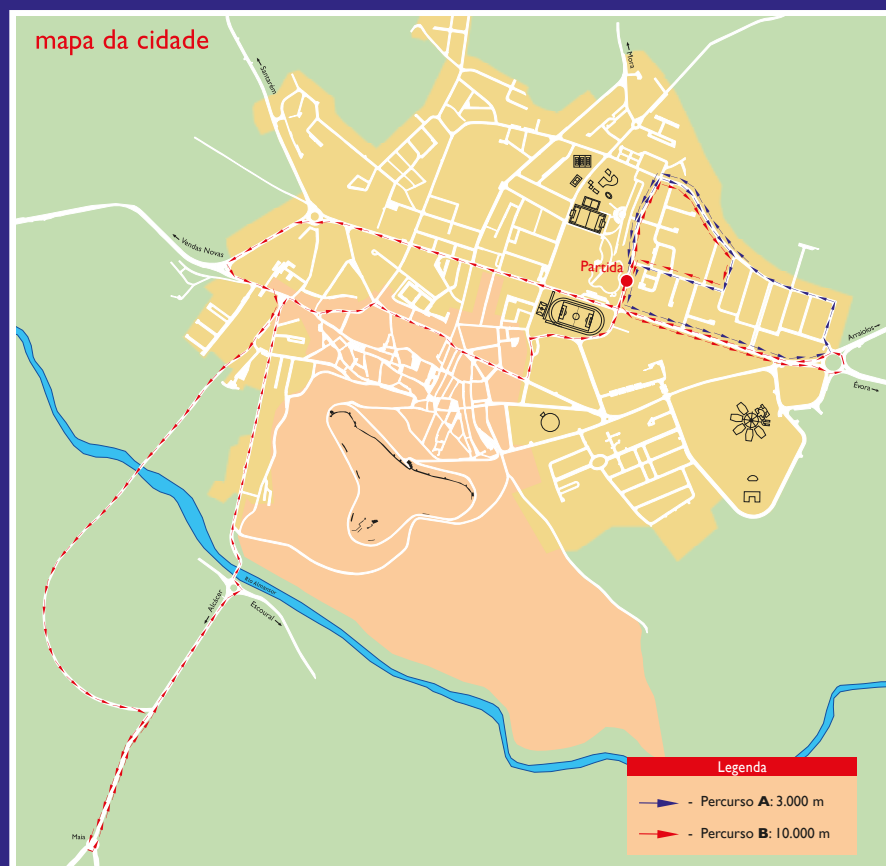 mapa da cidade
Santarém
Mora
Vendas Novas
Partida
Arraiolos
Évora
Rio Almansor
Alcácer
Escoural
Maia
Legenda
- Percurso A: 3.000 m
- Percurso B: 10.000 m